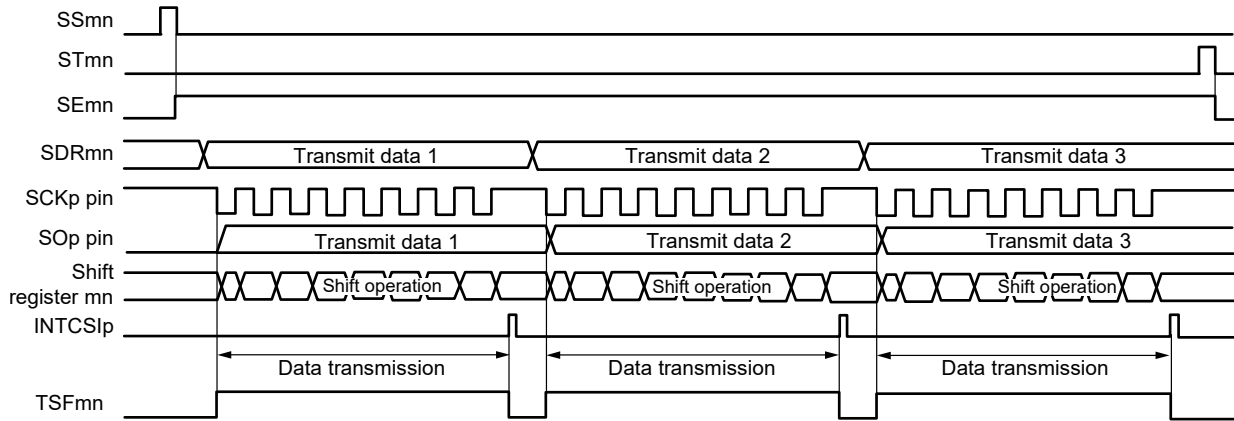 SSmn
STmn
SEmn
SDRmn Transmit data 1 Transmit data 2 Transmit data 3
SCKp pin
SOp pin Transmit data 1 Transmit data 2 Transmit data 3
Shift
register mn Shift operation Shift operation Shift operation
INTCSIp
Data transmission Data transmission Data transmission
TSFmn